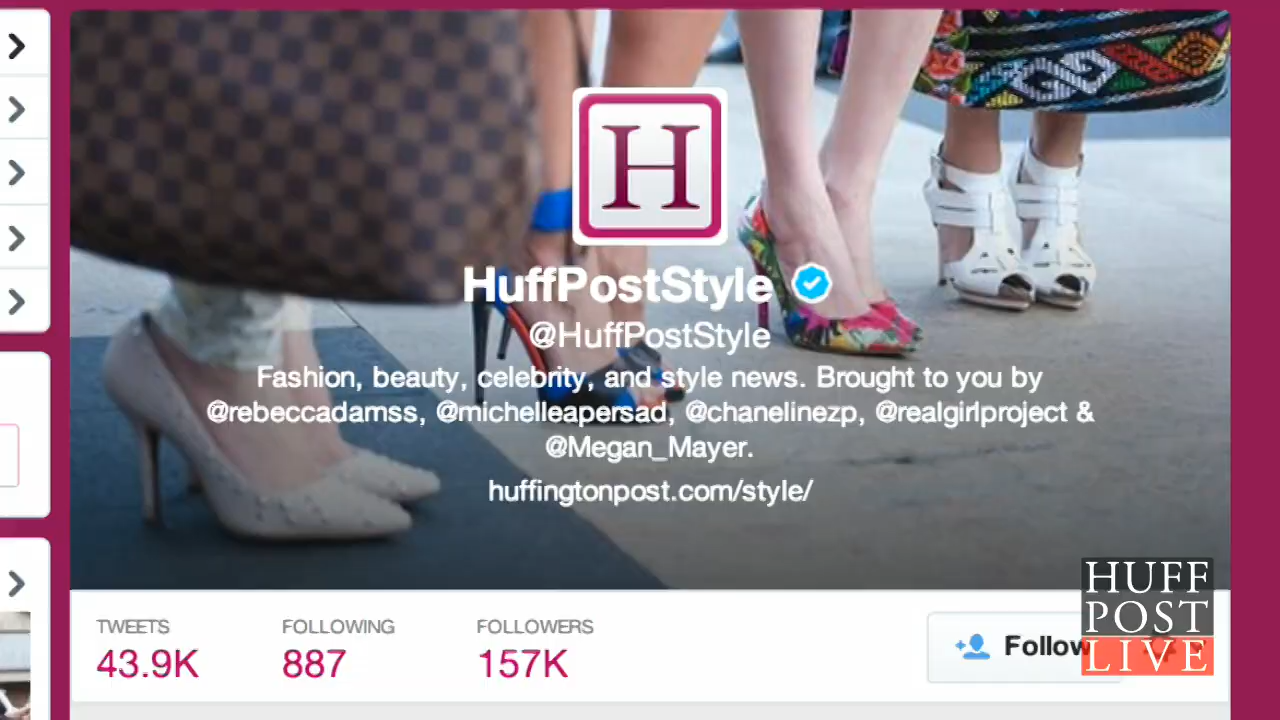 H
HuffPostStyle
@HuffPostStyle
Fashion, beauty, celebrity, and style news. Brought to you by
@rebeccadamss, @michelleapersad, @chanelinezp, @realgirlproject &
@Megan_Mayer.
huffingtonpost.com/style/
TWEETS
43.9K
FOLLOWING
887
FOLLOWERS
157K
Follow
HUFF
POST
LIVE